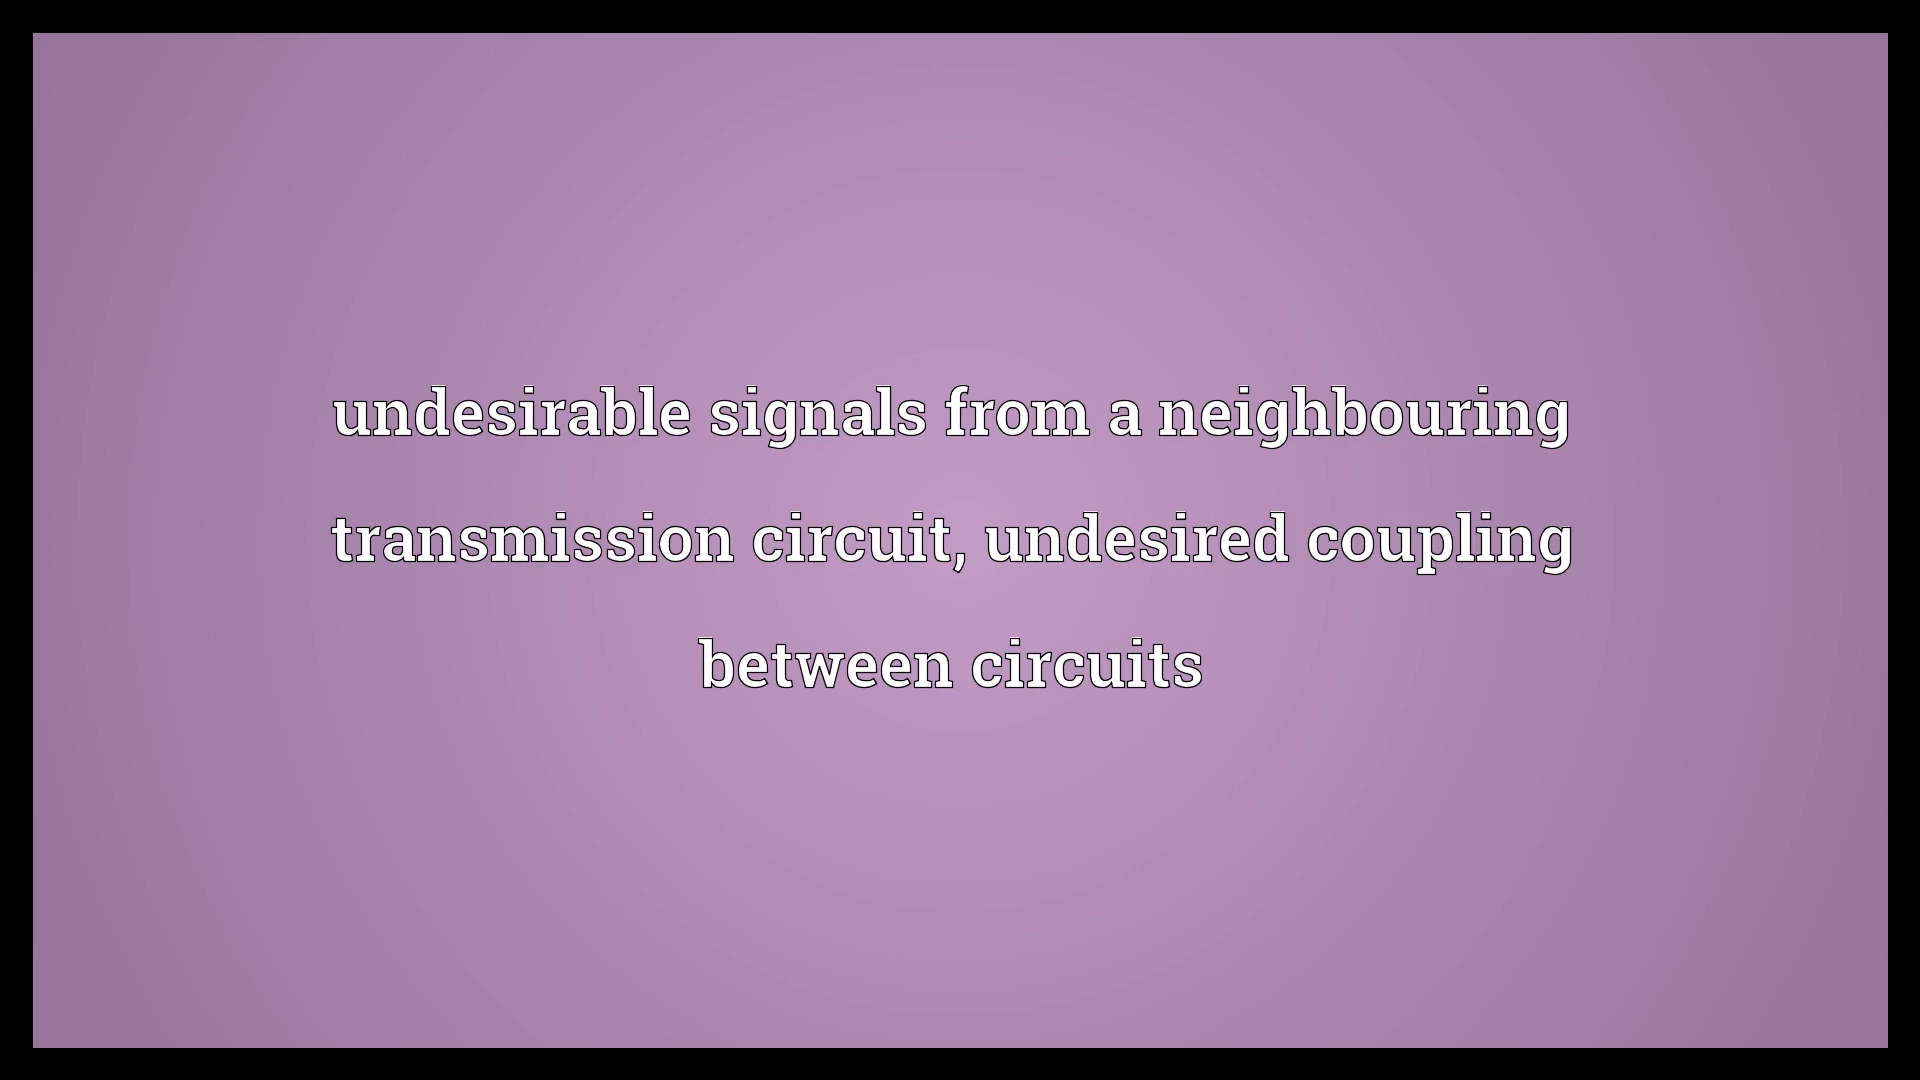 undesirable signals from a neighbouring
transmission circuit, undesired coupling
between circuits